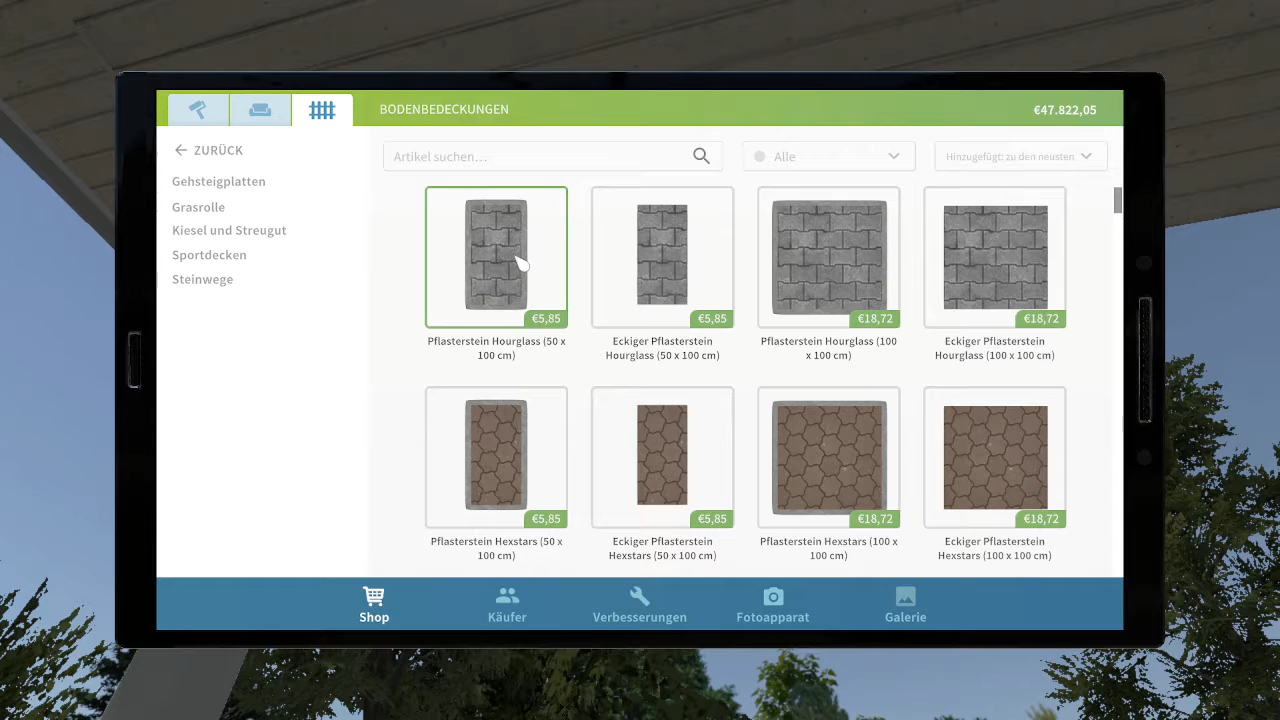 BODENBEDECKUNGEN
€47.822,05
ZURÜCK
Gehsteigplatten
Grasrolle
Kiesel und Streugut
Sportdecken
Steinwege
Artikel suchen...
Alle
Hinzugefügt: zu den neusten
€5,85
€5,85
€18,72
€18,72
Pflasterstein Hourglass (50 x
100 cm)
Eckiger Pflasterstein
Hourglass (50 x 100 cm)
Pflasterstein Hourglass (100
x 100 cm)
Eckiger Pflasterstein
Hourglass (100 x 100 cm)
€5,85
€5,85
€18,72
€18,72
Pflasterstein Hexstars (50 x
100 cm)
Eckiger Pflasterstein
Hexstars (50 x 100 cm)
Pflasterstein Hexstars (100 x
100 cm)
Eckiger Pflasterstein
Hexstars (100 x 100 cm)
Shop
Käufer
Verbesserungen
Fotoapparat
Galerie